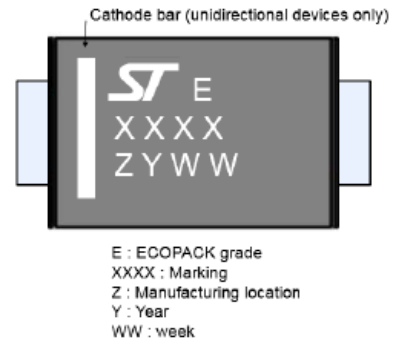 Cathode bar (unidirectional devices only)
ST E
XXXX
ZYWW
E : ECOPACK grade
XXXX : Marking
Z : Manufacturing location
Y : Year
WW : week